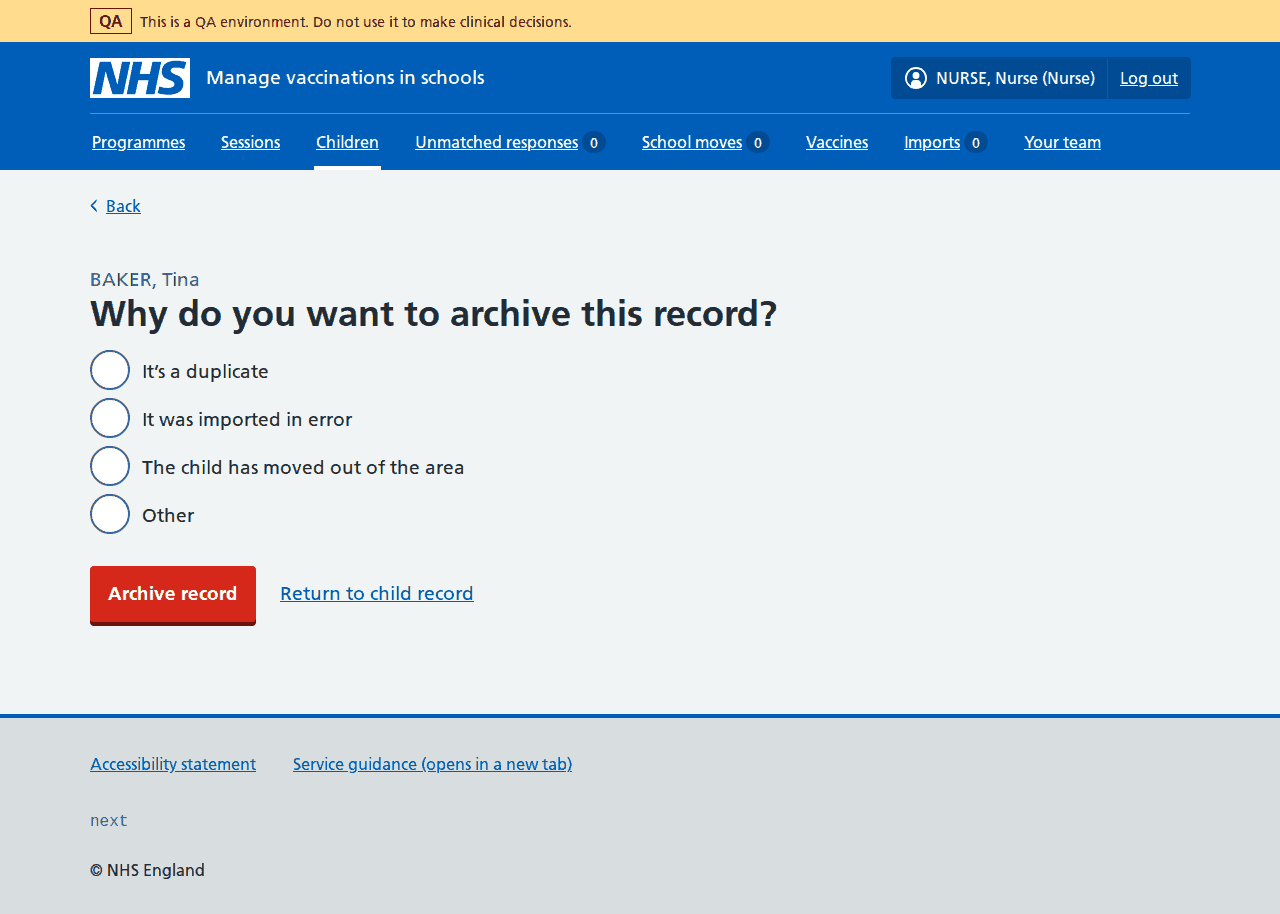 QA This is a QA environment. Do not use it to make clinical decisions.
NHS Manage vaccinations in schools NURSE, Nurse (Nurse) Log out
Programmes Sessions Children Unmatched responses 0 School moves 0 Vaccines Imports 0 Your team
Back
BAKER, Tina
Why do you want to archive this record?
It’s a duplicate
It was imported in error
The child has moved out of the area
Other
Archive record Return to child record
Accessibility statement Service guidance (opens in a new tab)
next
© NHS England